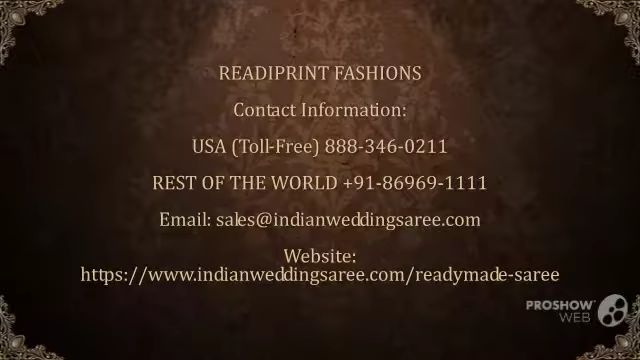 READIPRINT FASHIONS
Contact Information:
USA (Toll-Free) 888-346-0211
REST OF THE WORLD +91-86969-1111
Email: sales@indianweddingsaree.com
Website:
https://www.indianweddingsaree.com/readymade-saree
PROSHOW
WEB